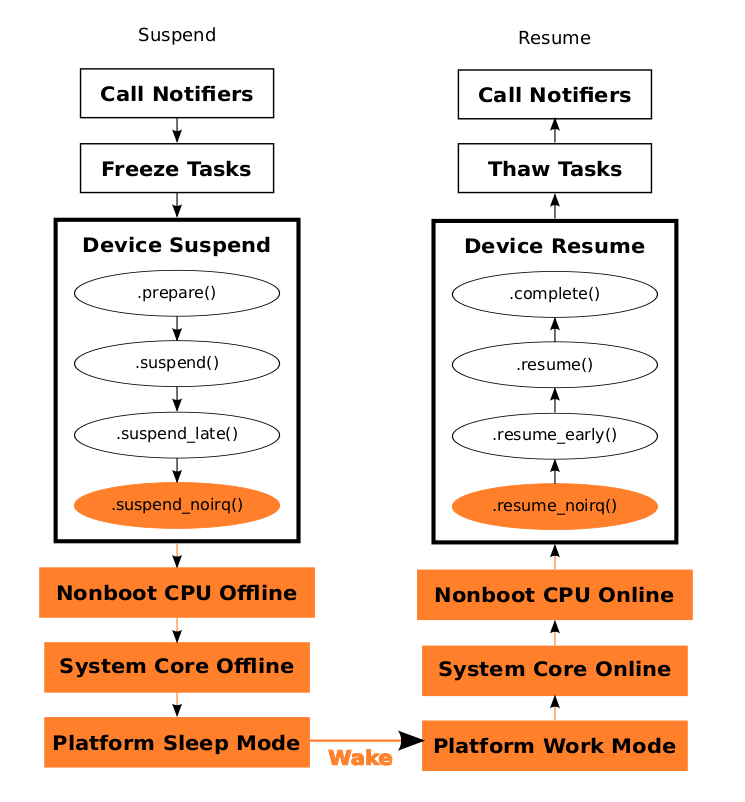 Suspend
Call Notifiers
Freeze Tasks
Device Suspend
.prepare()
.suspend()
.suspend_late()
.suspend_noirq()
Nonboot CPU Offline
System Core Offline
Platform Sleep Mode
Wake
Resume
Call Notifiers
Thaw Tasks
Device Resume
.complete()
.resume()
.resume_early()
.resume_noirq()
Nonboot CPU Online
System Core Online
Platform Work Mode